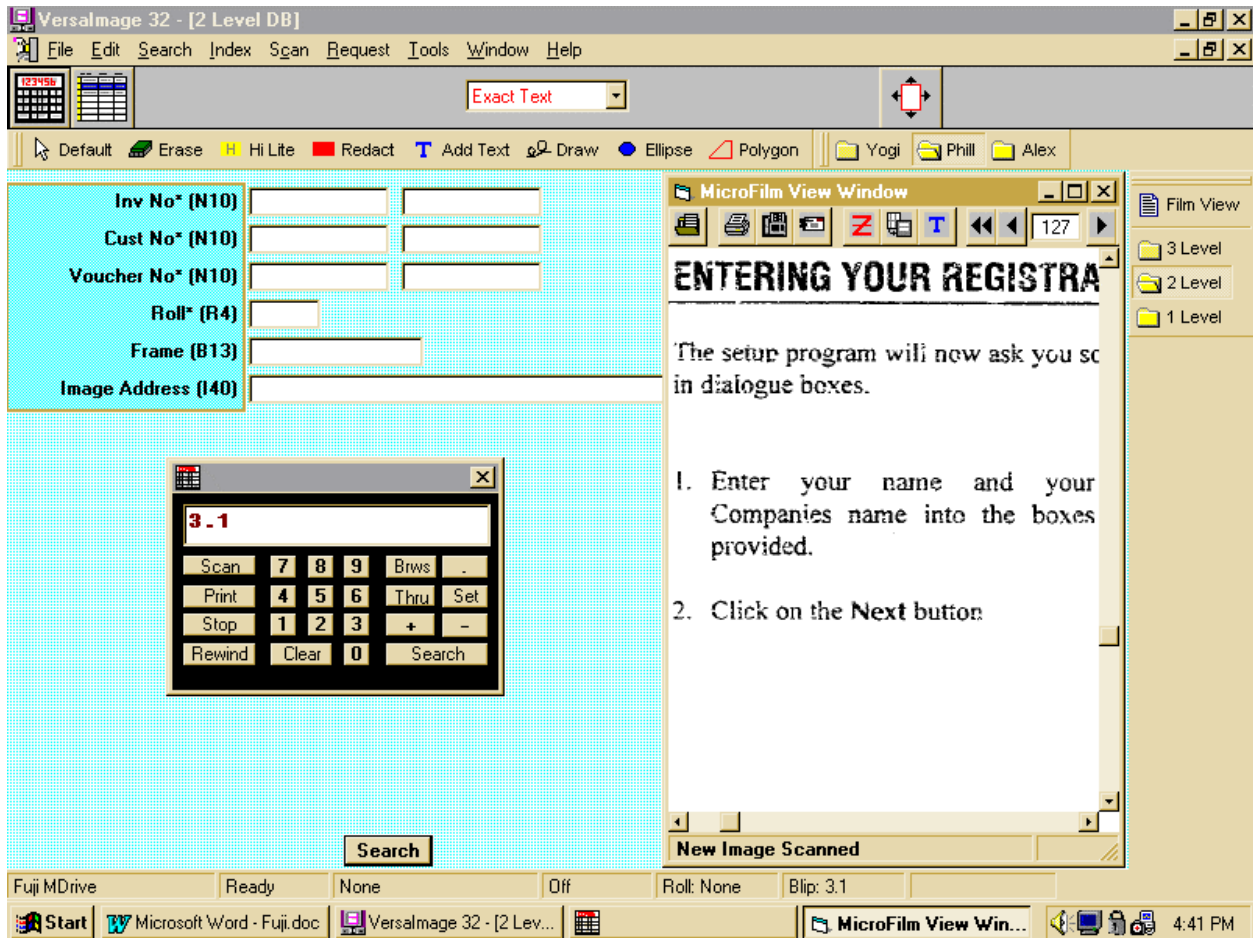 VersaImage 32 - [2 Level DB]
File Edit Search Index Scan Request Tools Window Help
123456
Exact Text
Default Erase H Hi Lite Redact T Add Text Draw Ellipse Polygon Yogi Phill Alex
Inv No* (N10)
Cust No* (N10)
Voucher No* (N10)
Roll* (R4)
Frame (B13)
Image Address (I40)
MicroFilm View Window
Z T 127
ENTERING YOUR REGISTRA
The setup program will now ask you so
in dialogue boxes.
1. Enter your name and your
Companies name into the boxes
provided.
2. Click on the Next button
New Image Scanned
Film View
3 Level
2 Level
1 Level
3.1
Scan 7 8 9 Brws .
Print 4 5 6 Thru Set
Stop 1 2 3 + -
Rewind Clear 0 Search
Search
Fuji MDrive Ready None Off Roll: None Blip: 3.1
Start Microsoft Word - Fuji.doc VersaImage 32 - [2 Lev... MicroFilm View Win... 4:41 PM